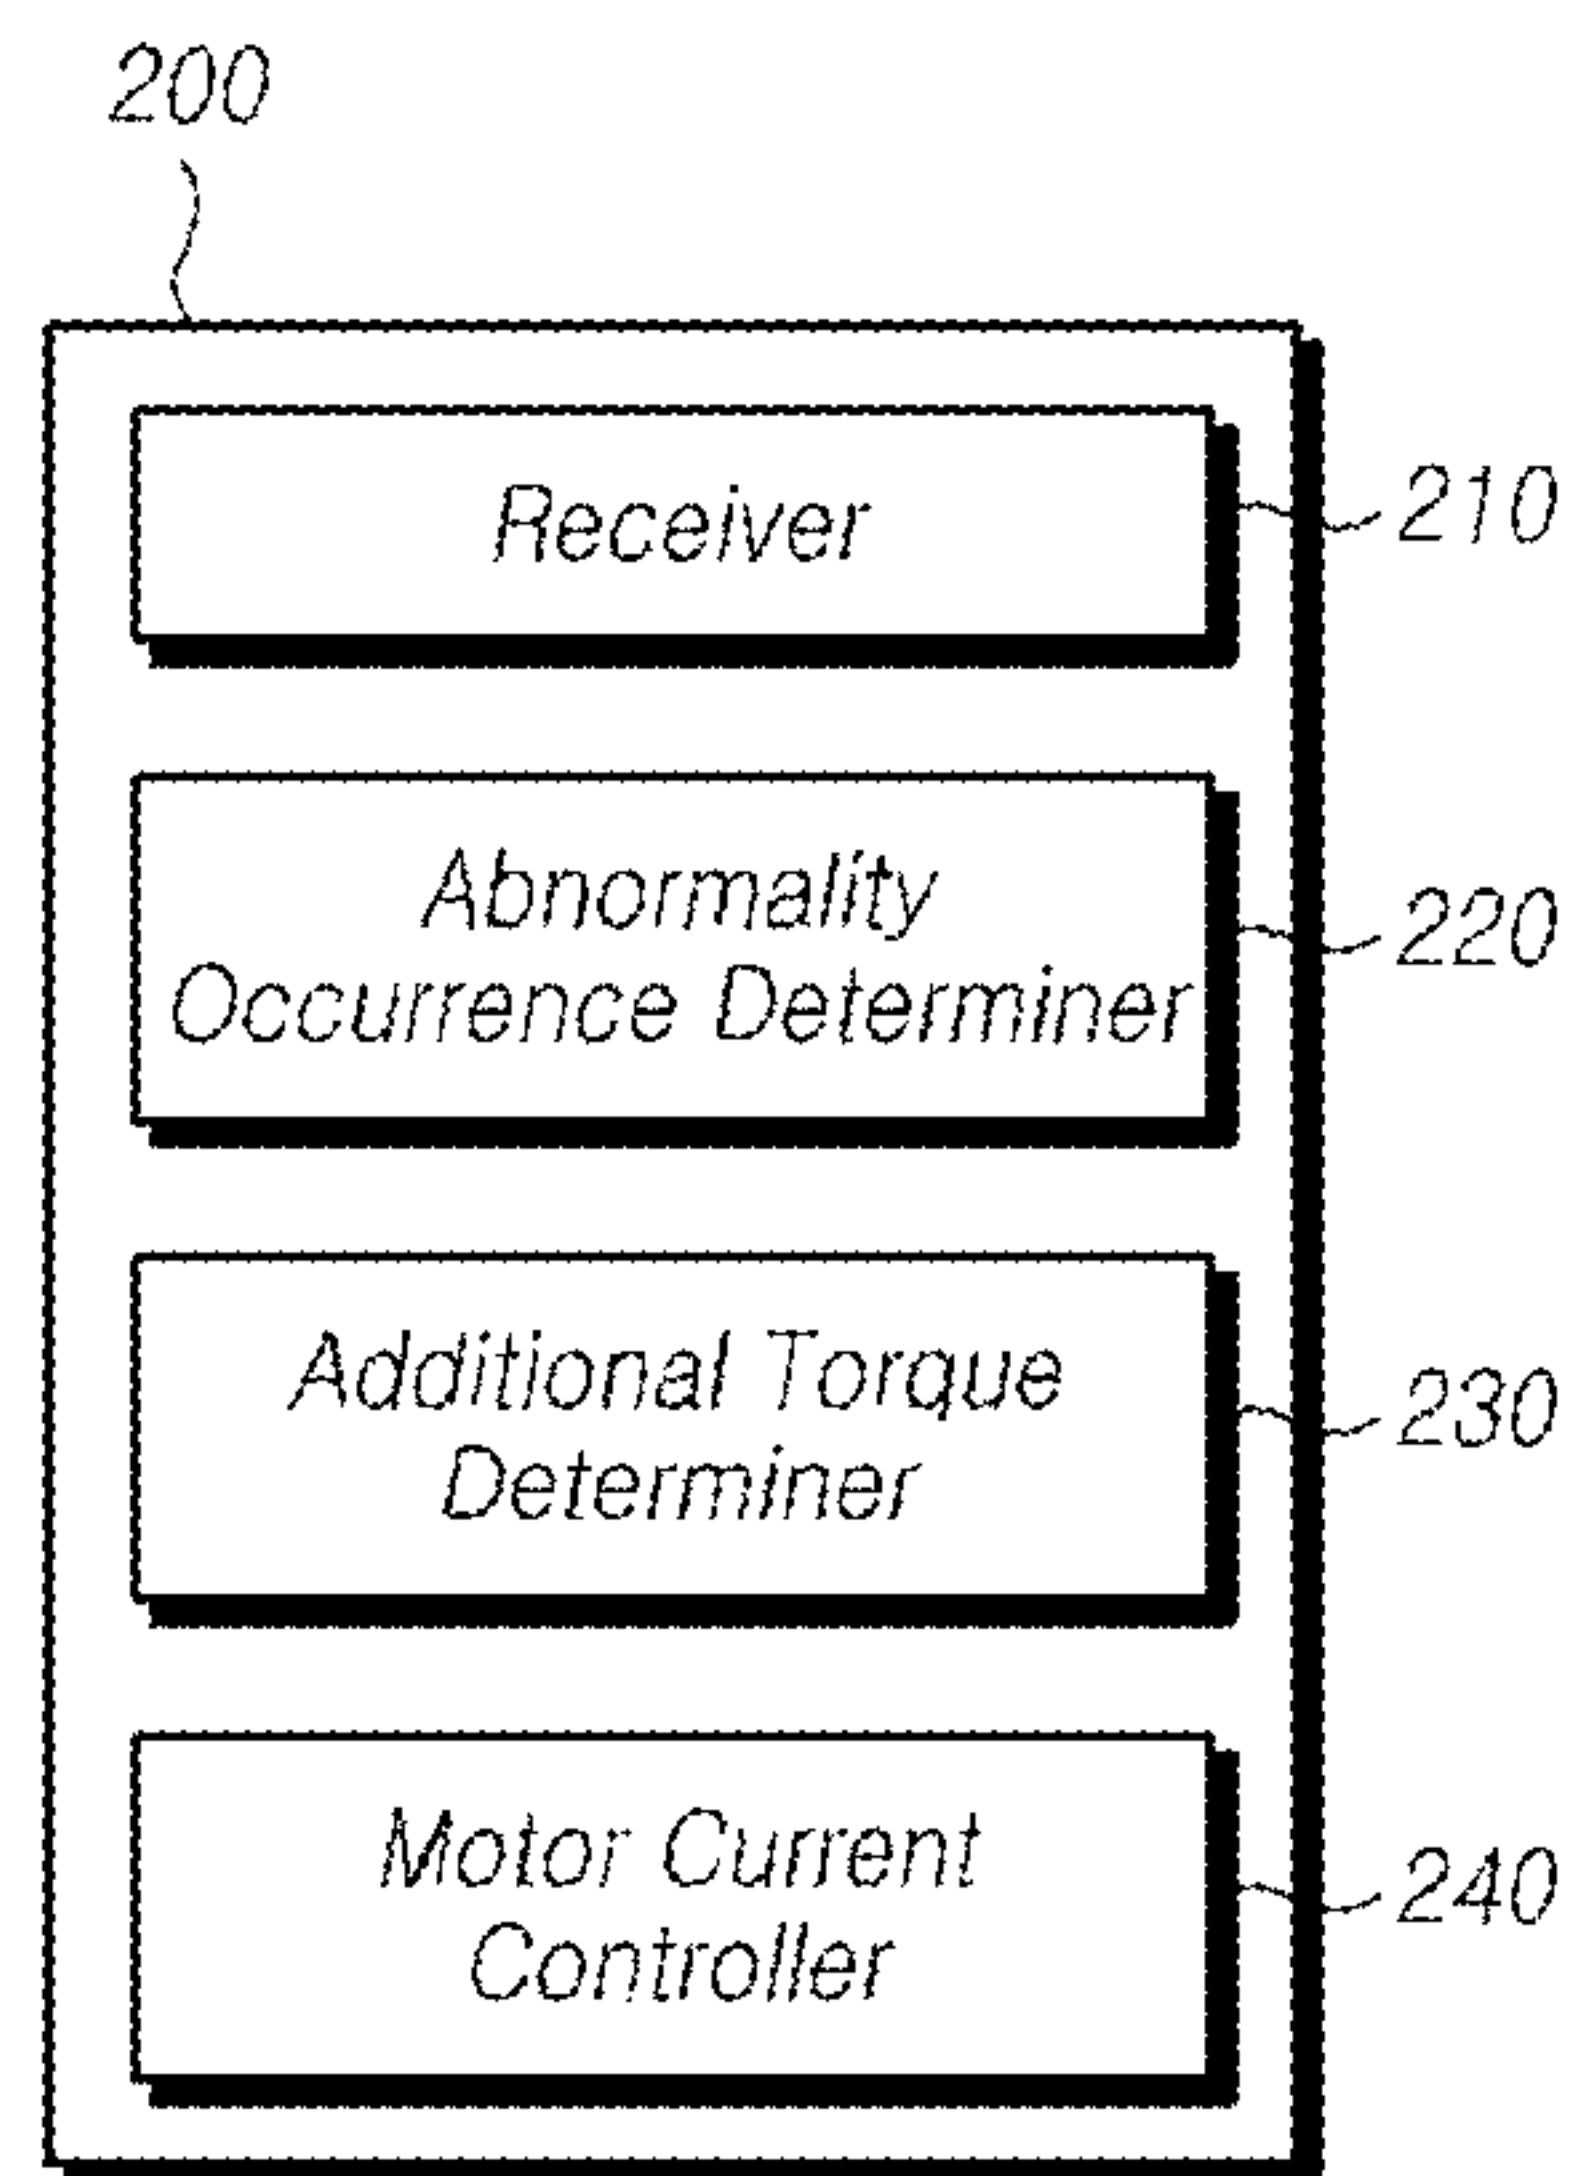 200
Receiver
210
Abnormality
Occurrence Determiner
220
Additional Torque
Determiner
230
Motor Current
Controller
240